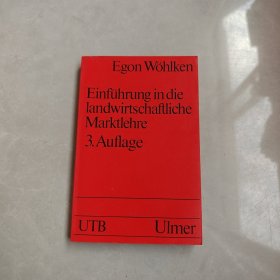 Egon Wöhlken
Einführung in die
landwirtschaftliche
Marktlehre
3. Auflage
UTB Ulmer